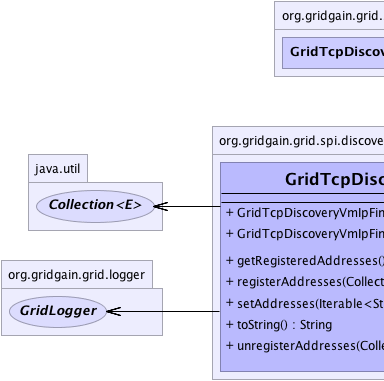 org.gridgain.grid.
GridTcpDiscove
org.gridgain.grid.spi.discove
java.util
GridTcpDisc
Collection<E>
+ GridTcpDiscoveryVmIpFin
+ GridTcpDiscoveryVmIpFin
+ getRegisteredAddresses()
org.gridgain.grid.logger
+ registerAddresses(Collect
+ setAddresses(Iterable<St
GridLogger
+ toString() : String
+ unregisterAddresses(Colle